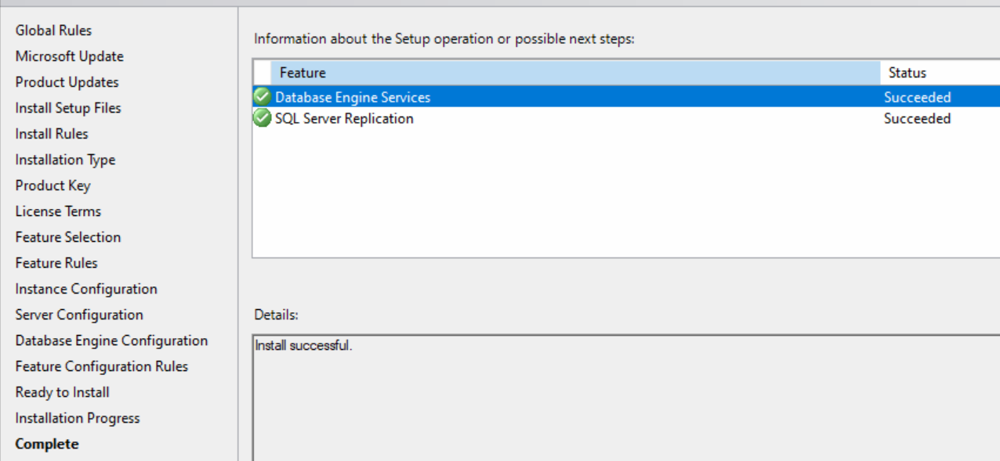 Global Rules
Microsoft Update
Product Updates
Install Setup Files
Install Rules
Installation Type
Product Key
License Terms
Feature Selection
Feature Rules
Instance Configuration
Server Configuration
Database Engine Configuration
Feature Configuration Rules
Ready to Install
Installation Progress
Complete
Information about the Setup operation or possible next steps:
Feature Status
Database Engine Services Succeeded
SQL Server Replication Succeeded
Details:
Install successful.